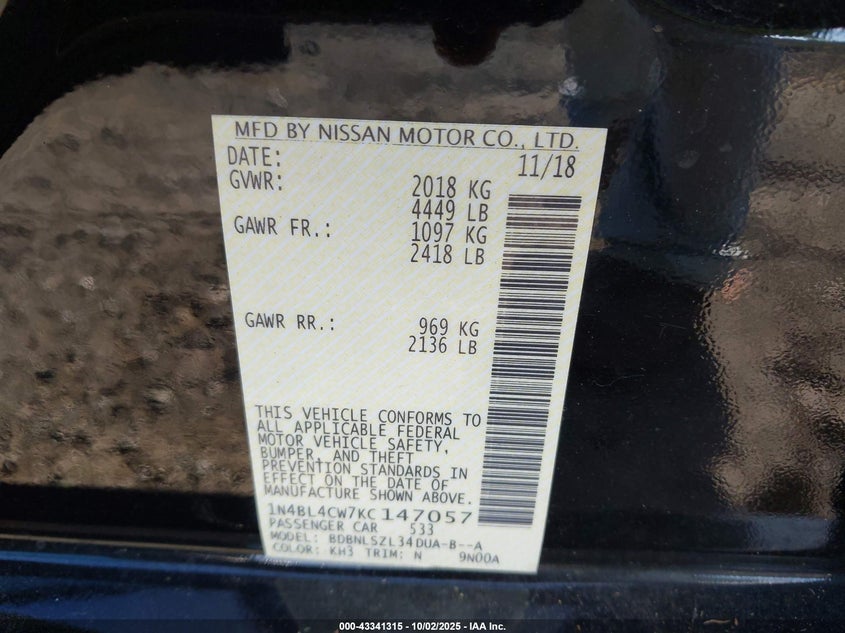 MFD BY NISSAN MOTOR CO., LTD.
DATE: 11/18
GVWR: 2018 KG
4449 LB
GAWR FR.: 1097 KG
2418 LB
GAWR RR.: 969 KG
2136 LB
THIS VEHICLE CONFORMS TO
ALL APPLICABLE FEDERAL
MOTOR VEHICLE SAFETY,
BUMPER, AND THEFT
PREVENTION STANDARDS IN
EFFECT ON THE DATE OF
MANUFACTURE SHOWN ABOVE.
1N4BL4CW7KC147057
PASSENGER CAR 533
MODEL: BDBNLSZL34DUA-B--A
COLOR: KH3 TRIM: N 9N00A
000-43341315 - 10/02/2025 - IAA Inc.